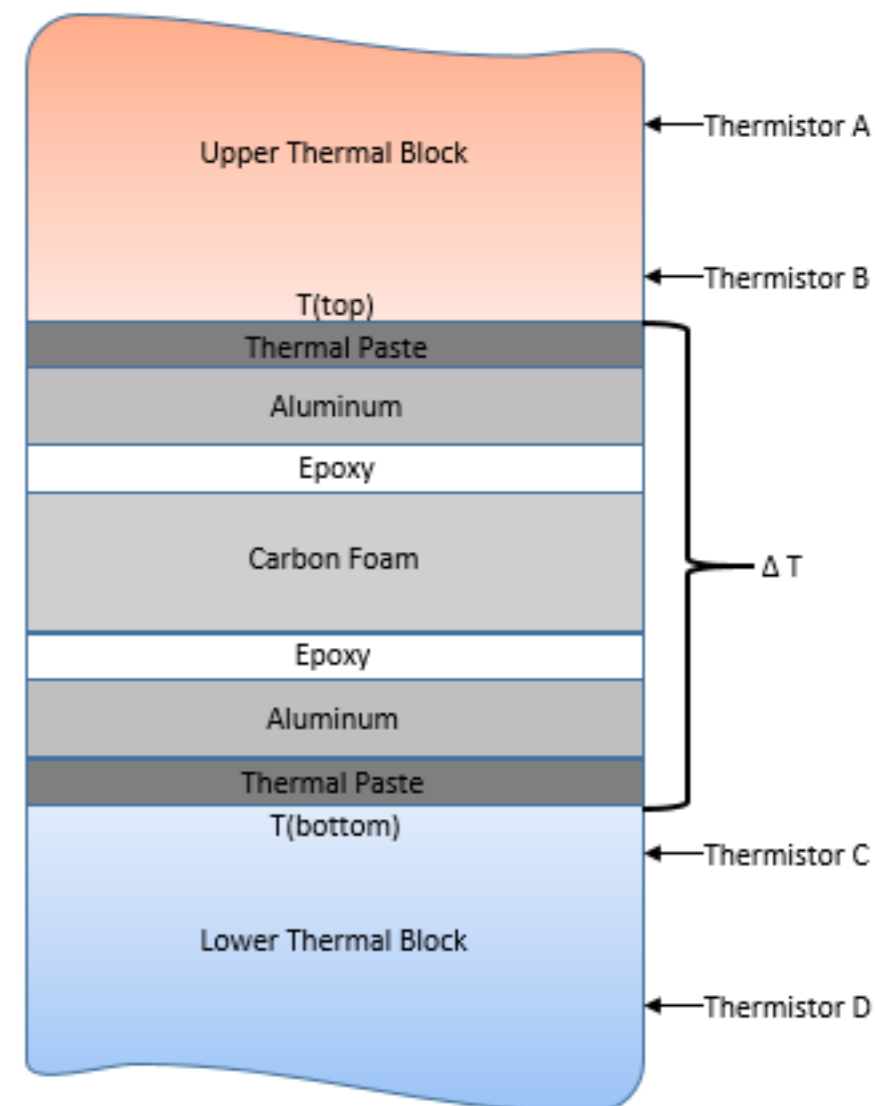 Thermistor A
Upper Thermal Block
Thermistor B
T(top)
Thermal Paste
Aluminum
Epoxy
Carbon Foam
Δ T
Epoxy
Aluminum
Thermal Paste
T(bottom)
Thermistor C
Lower Thermal Block
Thermistor D